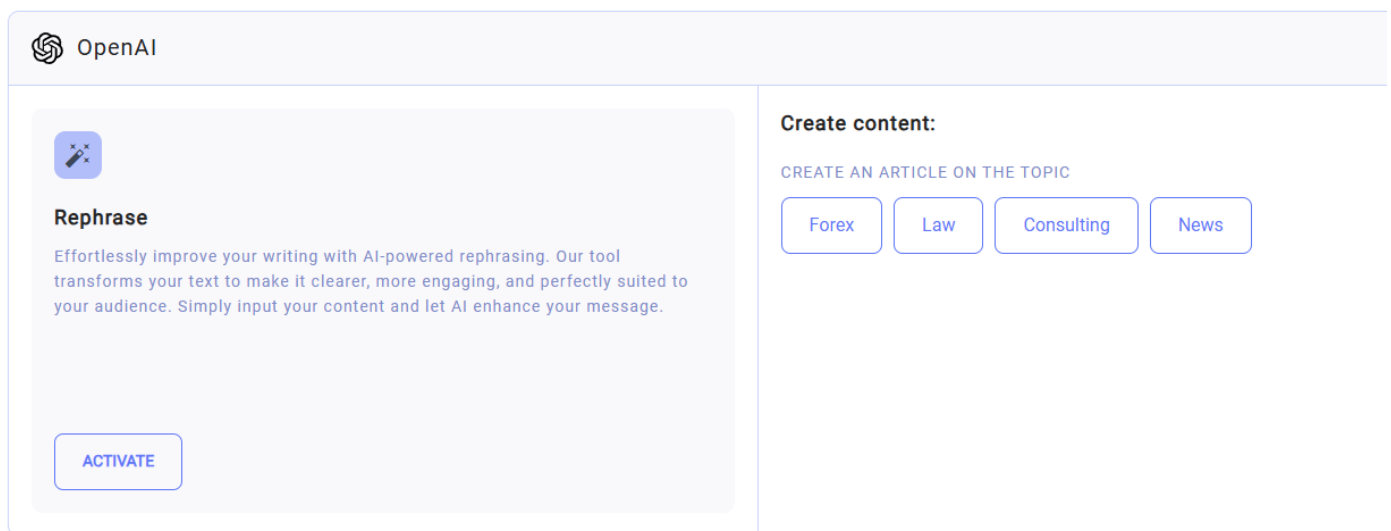 OpenAI
Rephrase
Effortlessly improve your writing with AI-powered rephrasing. Our tool
transforms your text to make it clearer, more engaging, and perfectly suited to
your audience. Simply input your content and let AI enhance your message.
ACTIVATE
Create content:
CREATE AN ARTICLE ON THE TOPIC
Forex Law Consulting News